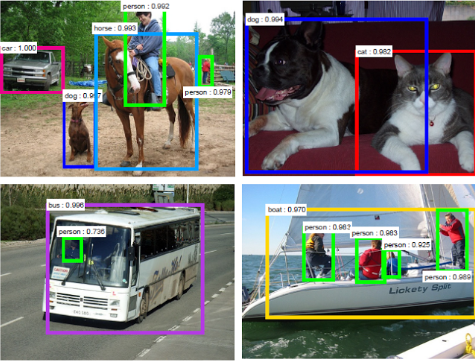 person : 0.992
horse : 0.993
car : 1.000
dog : 0.997
person : 0.979
dog : 0.994
cat : 0.982
bus : 0.996
person : 0.736
boat : 0.970
person : 0.983
person : 0.983
person : 0.925
person : 0.989
Lickety Split